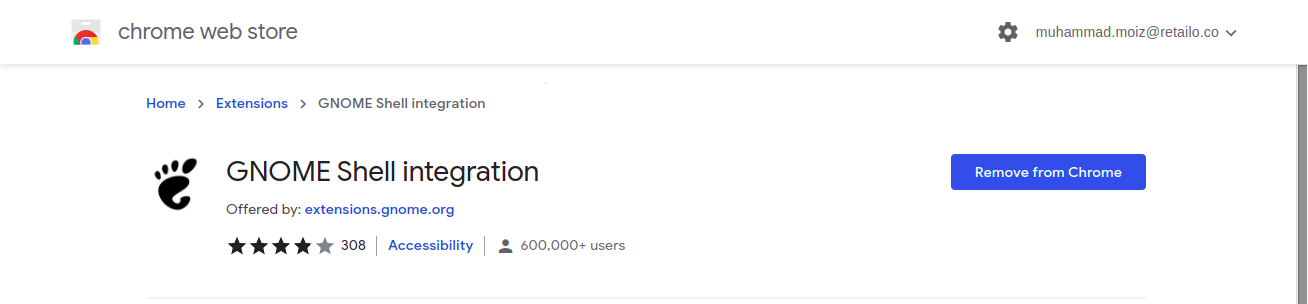 chrome web store
muhammad.moiz@retailo.co
Home > Extensions > GNOME Shell integration
GNOME Shell integration
Remove from Chrome
Offered by: extensions.gnome.org
308 Accessibility 600,000+ users